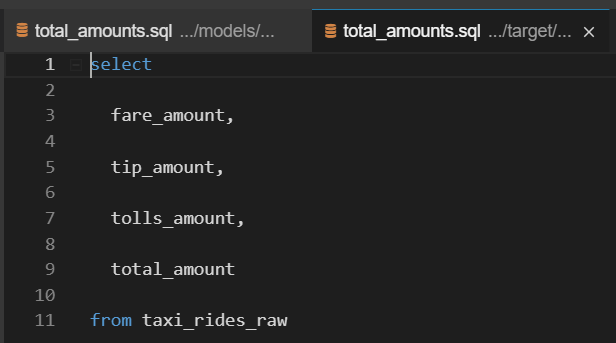 total_amounts.sql .../models/... total_amounts.sql .../target/... ×
1 select
2
3 fare_amount,
4
5 tip_amount,
6
7 tolls_amount,
8
9 total_amount
10
11 from taxi_rides_raw